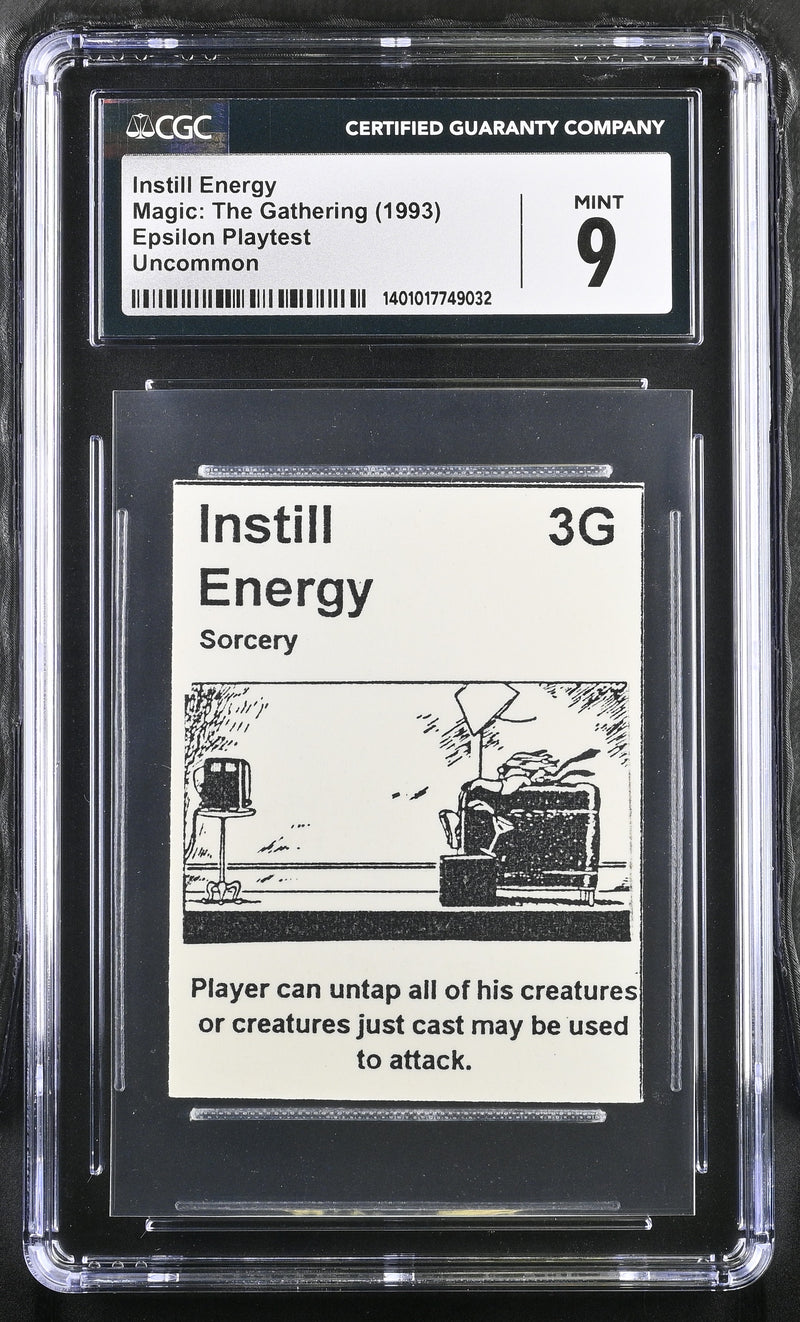 CGC
CERTIFIED GUARANTY COMPANY
Instill Energy
Magic: The Gathering (1993)
Epsilon Playtest
Uncommon
1401017749032
MINT
9
Instill
Energy
3G
Sorcery
Player can untap all of his creatures
or creatures just cast may be used
to attack.